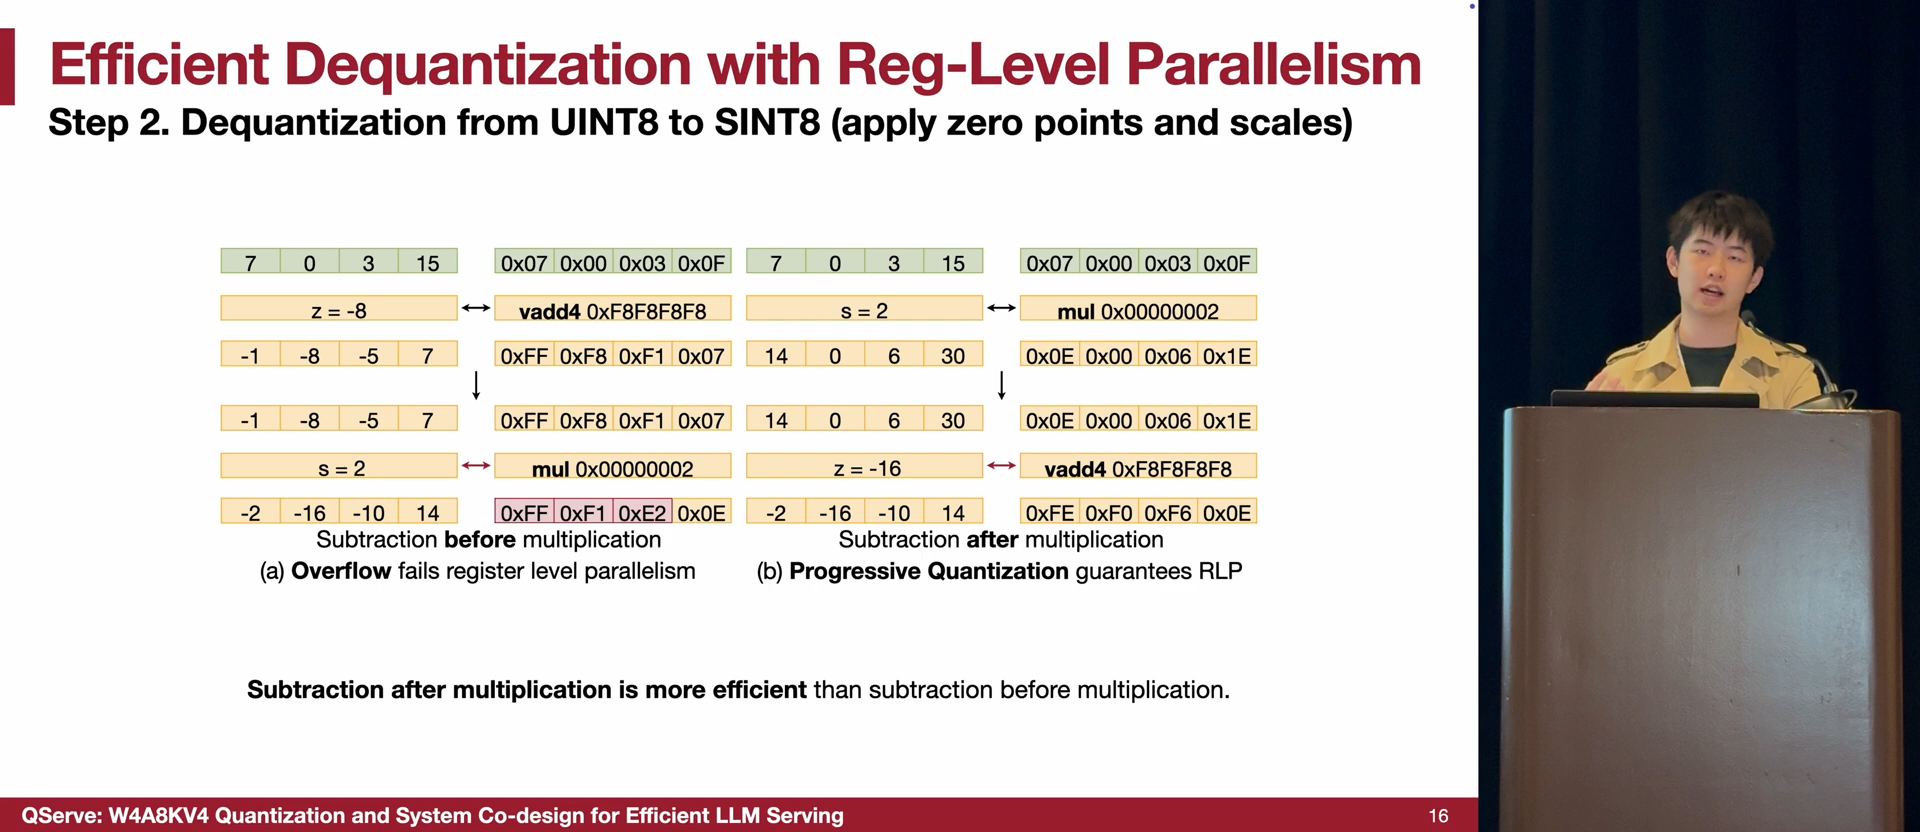 Efficient Dequantization with Reg-Level Parallelism
Step 2. Dequantization from UINT8 to SINT8 (apply zero points and scales)
7 0 3 15 0x07 0x00 0x03 0x0F 7 0 3 15 0x07 0x00 0x03 0x0F
z = -8 vadd4 0xF8F8F8F8 s = 2 mul 0x00000002
-1 -8 -5 7 0xFF 0xF8 0xF1 0x07 14 0 6 30 0x0E 0x00 0x06 0x1E
-1 -8 -5 7 0xFF 0xF8 0xF1 0x07 14 0 6 30 0x0E 0x00 0x06 0x1E
s = 2 mul 0x00000002 z = -16 vadd4 0xF8F8F8F8
-2 -16 -10 14 0xFF 0xF1 0xE2 0x0E -2 -16 -10 14 0xFE 0xF0 0xF6 0x0E
Subtraction before multiplication Subtraction after multiplication
(a) Overflow fails register level parallelism (b) Progressive Quantization guarantees RLP
Subtraction after multiplication is more efficient than subtraction before multiplication.
QServe: W4A8KV4 Quantization and System Co-design for Efficient LLM Serving 16